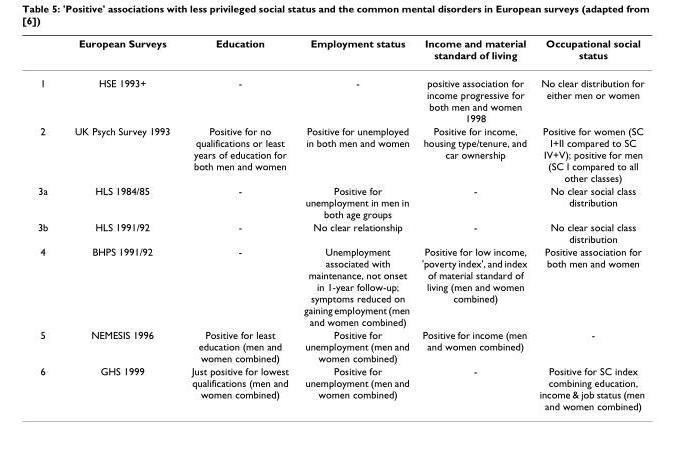 Table 5: 'Positive' associations with less privileged social status and the common mental disorders in European surveys (adapted from
[6])
European Surveys Education Employment status Income and material
standard of living Occupational social
status
1 HSE 1993+ - - positive association for
income progressive for
both men and women
1998 No clear distribution for
either men or women
2 UK Psych Survey 1993 Positive for no
qualifications or least
years of education for
both men and women Positive for unemployed
in both men and women Positive for income,
housing type/tenure, and
car ownership Positive for women (SC
I+II compared to SC
IV+V); positive for men
(SC I compared to all
other classes)
3a HLS 1984/85 - Positive for
unemployment in men in
both age groups - No clear social class
distribution
3b HLS 1991/92 - No clear relationship - No clear social class
distribution
4 BHPS 1991/92 - Unemployment
associated with
maintenance, not onset
in 1-year follow-up;
symptoms reduced on
gaining employment (men
and women combined) Positive for low income,
'poverty index', and index
of material standard of
living (men and women
combined) Positive association for
both men and women
5 NEMESIS 1996 Positive for least
education (men and
women combined) Positive for
unemployment (men and
women combined) Positive for income (men
and women combined) -
6 GHS 1999 Just positive for lowest
qualifications (men and
women combined) Positive for
unemployment (men and
women combined) - Positive for SC index
combining education,
income & job status (men
and women combined)